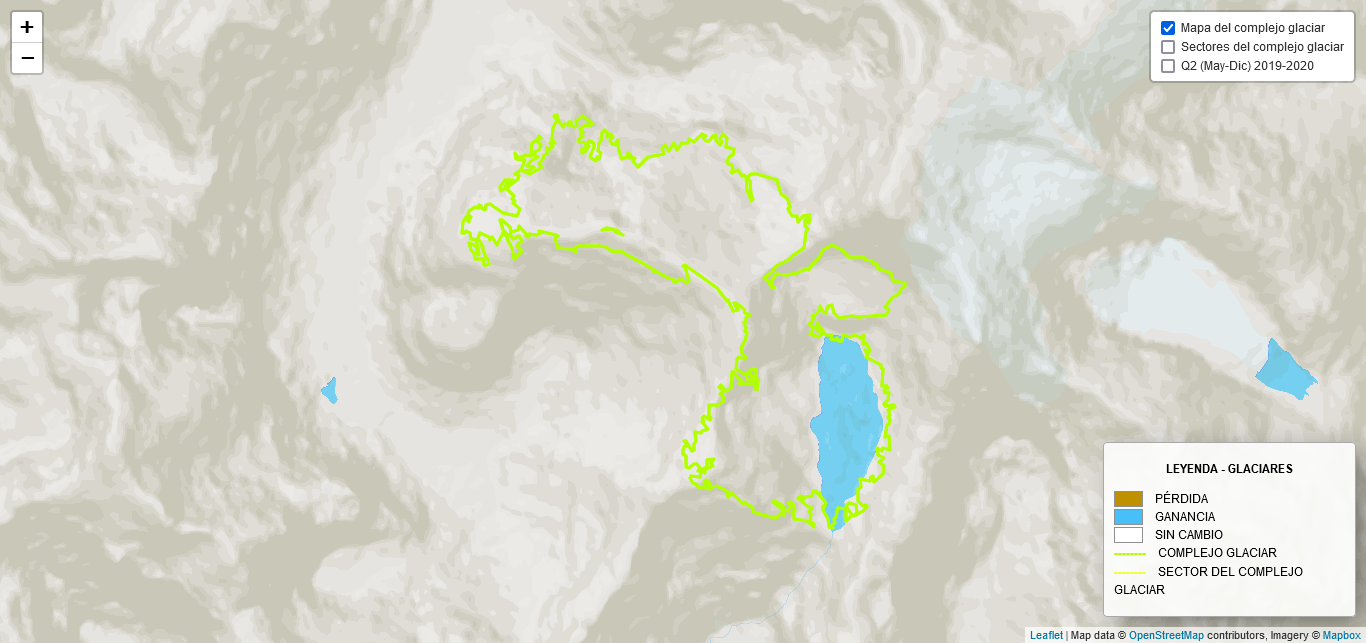 +
−
Mapa del complejo glaciar
Sectores del complejo glaciar
Q2 (May-Dic) 2019-2020
LEYENDA - GLACIARES
PÉRDIDA
GANANCIA
SIN CAMBIO
COMPLEJO GLACIAR
SECTOR DEL COMPLEJO
GLACIAR
Leaflet | Map data © OpenStreetMap contributors, Imagery © Mapbox